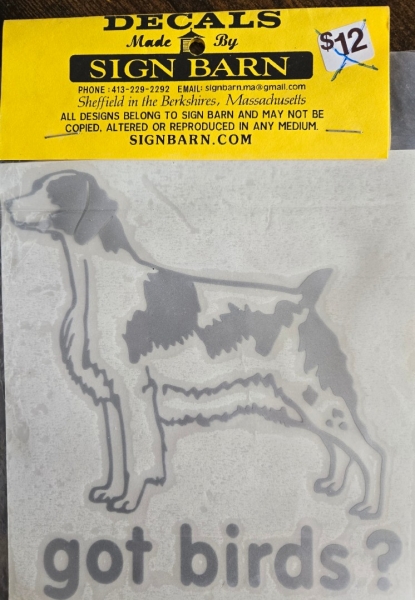 DECALS
Made By
$12
SIGN BARN
PHONE: 413-229-2292 EMAIL: signbarn.ma@gmail.com
Sheffield in the Berkshires, Massachusetts
ALL DESIGNS BELONG TO SIGN BARN AND MAY NOT BE
COPIED, ALTERED OR REPRODUCED IN ANY MEDIUM.
SIGNBARN.COM
got birds?